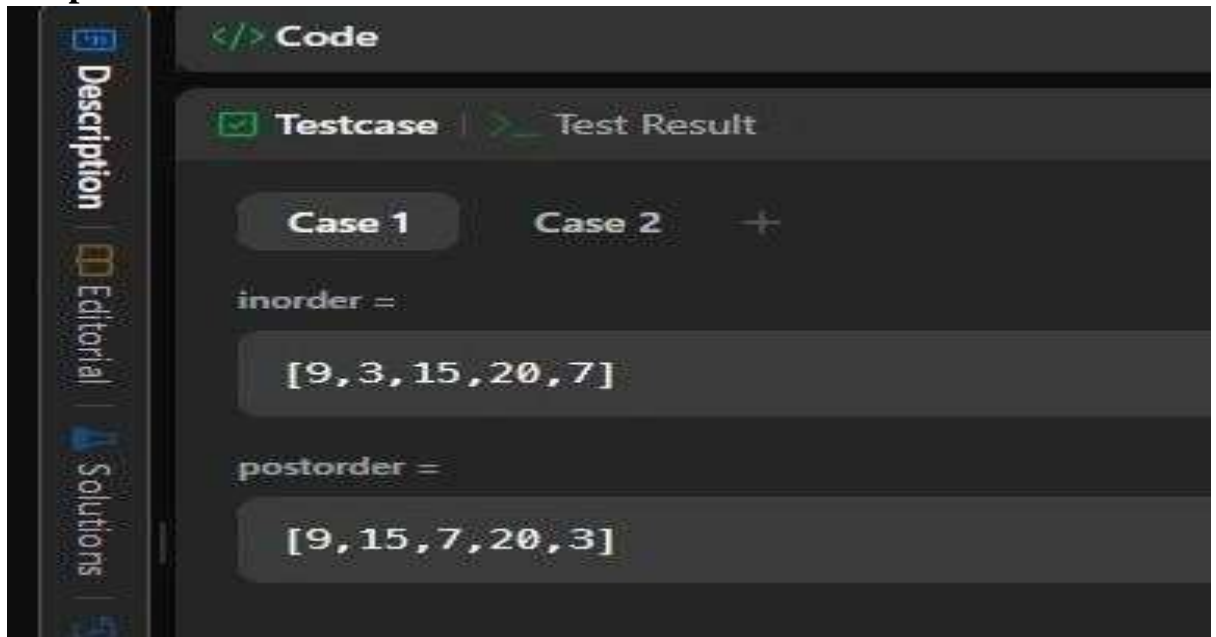 Description
Editorial
Solutions
</> Code
Testcase | >_ Test Result
Case 1 Case 2 +
inorder =
[9,3,15,20,7]
postorder =
[9,15,7,20,3]